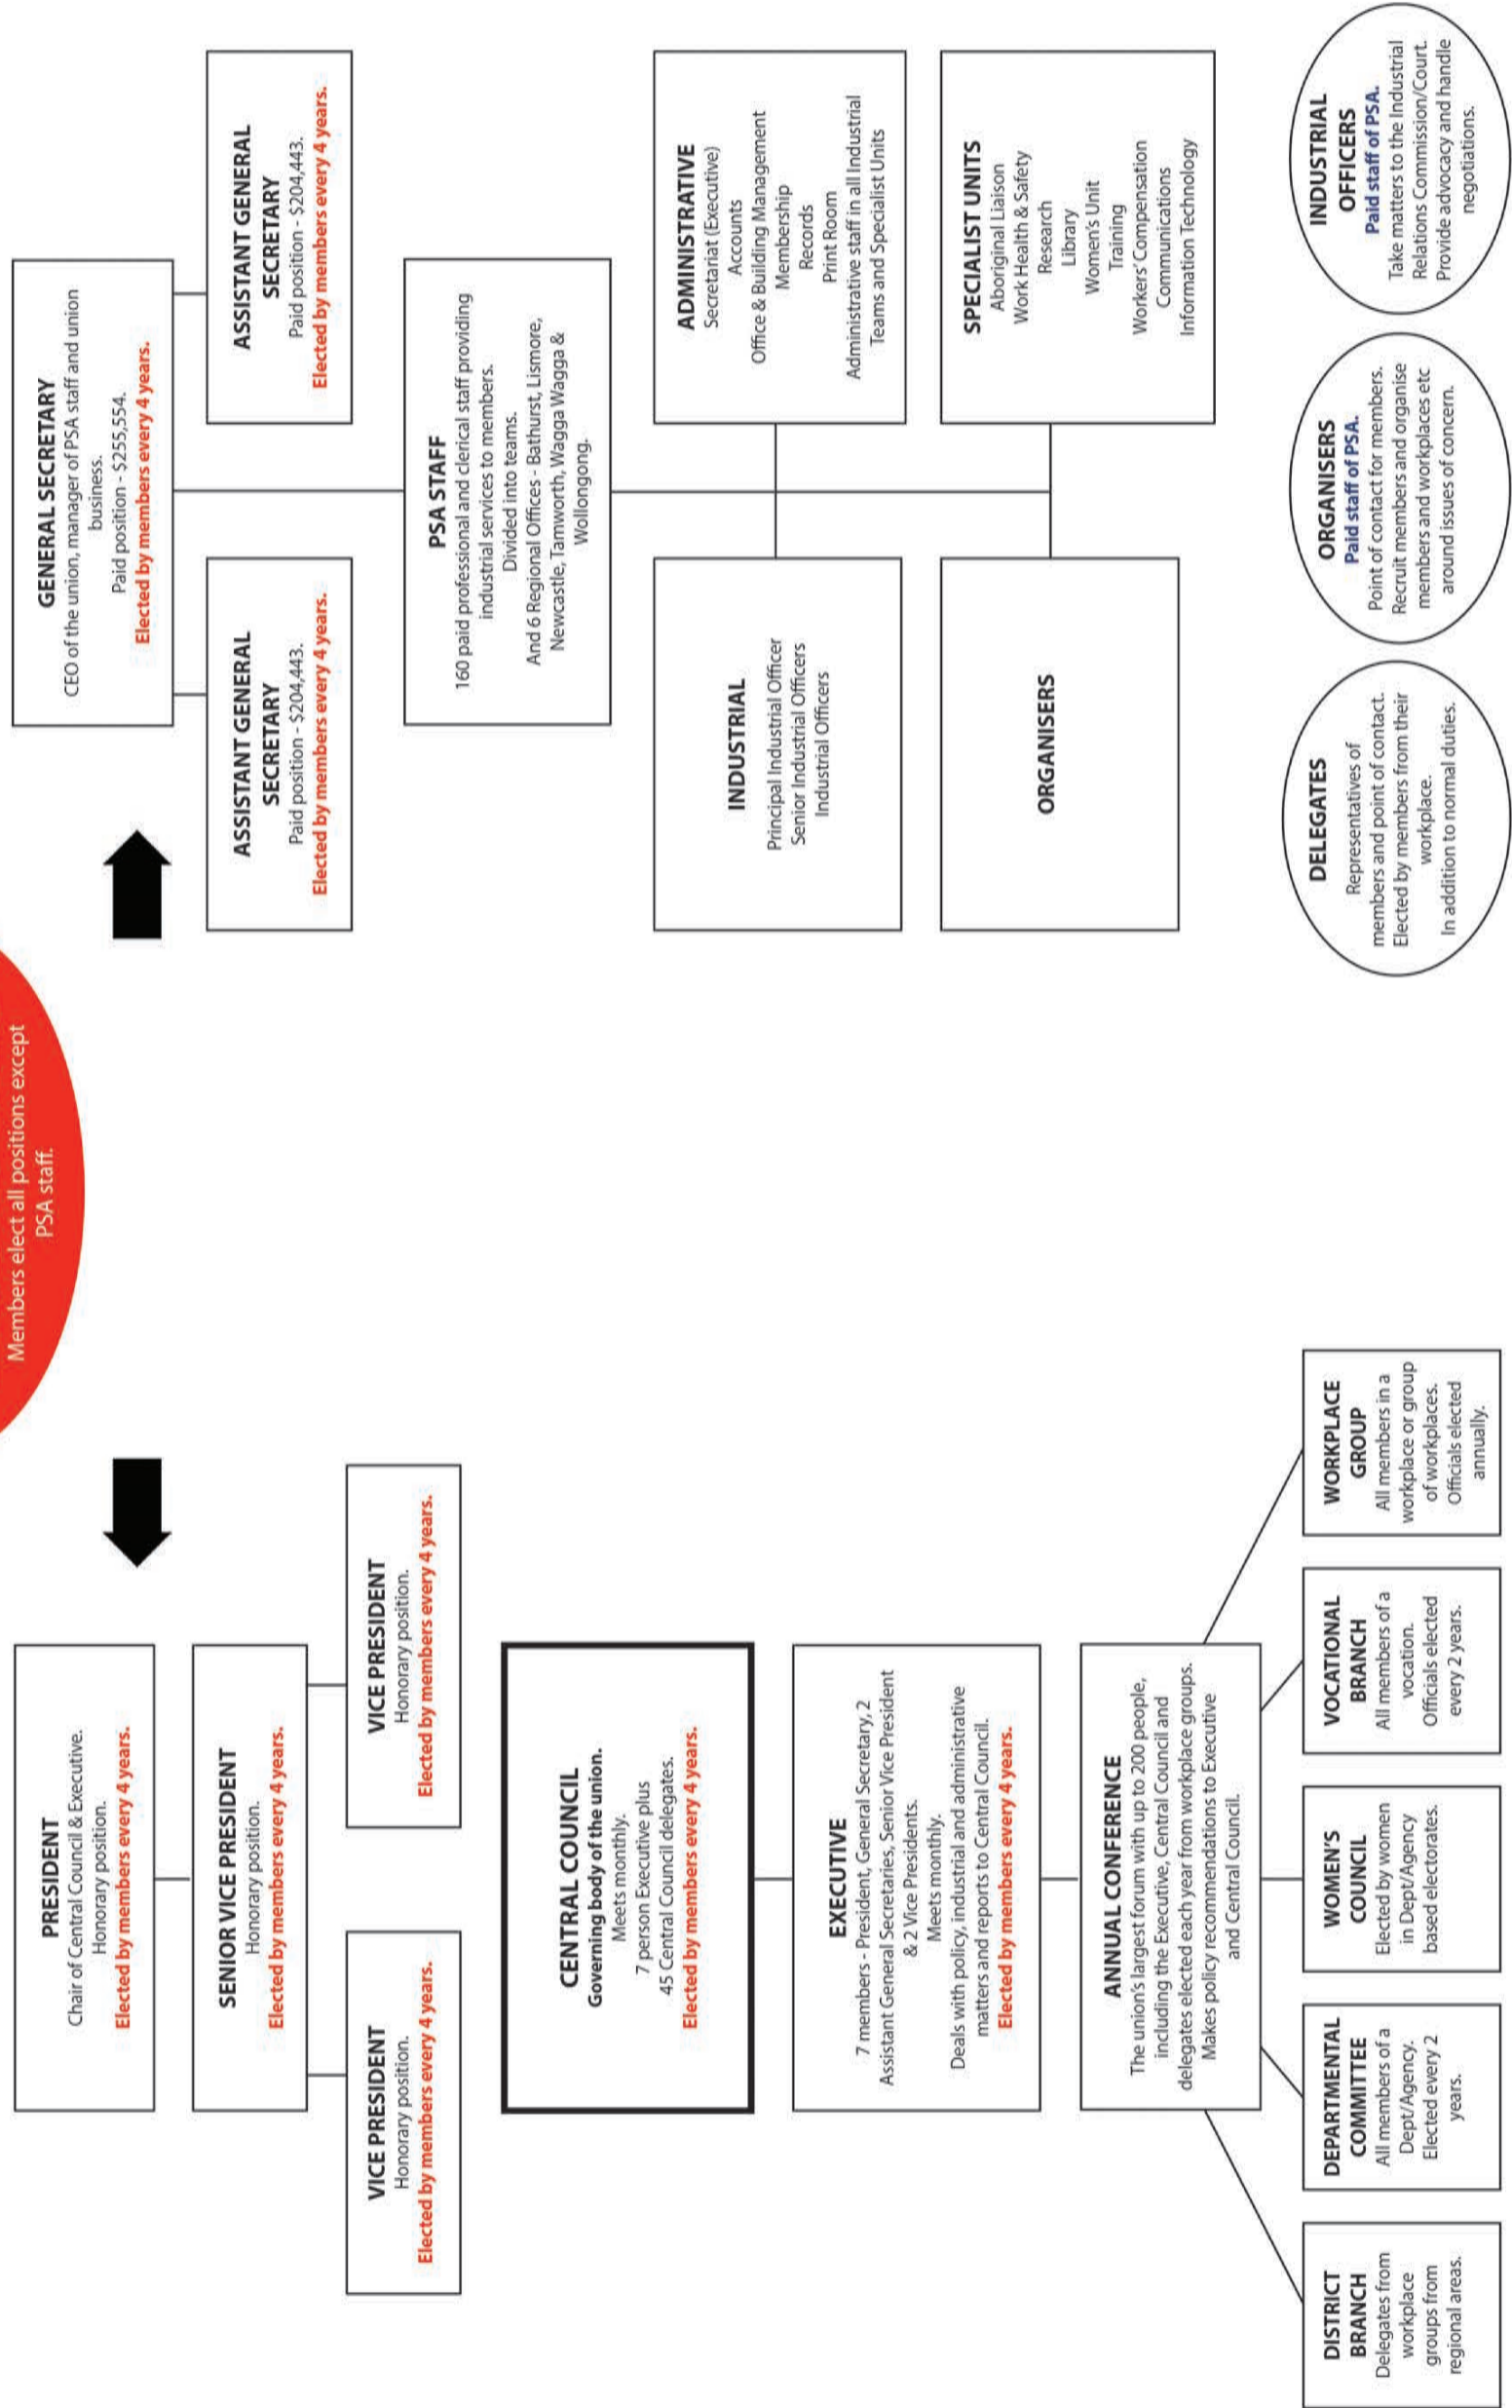 Members elect all positions except
PSA staff.
PRESIDENT
Chair of Central Council & Executive.
Honorary position.
Elected by members every 4 years.
SENIOR VICE PRESIDENT
Honorary position.
Elected by members every 4 years.
VICE PRESIDENT
Honorary position.
Elected by members every 4 years.
VICE PRESIDENT
Honorary position.
Elected by members every 4 years.
CENTRAL COUNCIL
Governing body of the union.
Meets monthly.
7 person Executive plus
45 Central Council delegates.
Elected by members every 4 years.
EXECUTIVE
7 members - President, General Secretary, 2
Assistant General Secretaries, Senior Vice President
& 2 Vice Presidents.
Meets monthly.
Deals with policy, industrial and administrative
matters and reports to Central Council.
Elected by members every 4 years.
ANNUAL CONFERENCE
The union's largest forum with up to 200 people,
including the Executive, Central Council and
delegates elected each year from workplace groups.
Makes policy recommendations to Executive
and Central Council.
DISTRICT
BRANCH
Delegates from
workplace
groups from
regional areas.
DEPARTMENTAL
COMMITTEE
All members of a
Dept/Agency.
Elected every 2
years.
WOMEN'S
COUNCIL
Elected by women
in Dept/Agency
based electorates.
VOCATIONAL
BRANCH
All members of a
vocation.
Officials elected
every 2 years.
WORKPLACE
GROUP
All members in a
workplace or group
of workplaces.
Officials elected
annually.
GENERAL SECRETARY
CEO of the union, manager of PSA staff and union
business.
Paid position - $255,554.
Elected by members every 4 years.
ASSISTANT GENERAL
SECRETARY
Paid position - $204,443.
Elected by members every 4 years.
ASSISTANT GENERAL
SECRETARY
Paid position - $204,443.
Elected by members every 4 years.
PSA STAFF
160 paid professional and clerical staff providing
industrial services to members.
Divided into teams.
And 6 Regional Offices - Bathurst, Lismore,
Newcastle, Tamworth, Wagga Wagga &
Wollongong.
INDUSTRIAL
Principal Industrial Officer
Senior Industrial Officers
Industrial Officers
ADMINISTRATIVE
Secretariat (Executive)
Accounts
Office & Building Management
Membership
Records
Print Room
Administrative staff in all Industrial
Teams and Specialist Units
ORGANISERS
SPECIALIST UNITS
Aboriginal Liaison
Work Health & Safety
Research
Library
Women's Unit
Training
Workers' Compensation
Communications
Information Technology
DELEGATES
Representatives of
members and point of contact.
Elected by members from their
workplace.
In addition to normal duties.
ORGANISERS
Paid staff of PSA.
Point of contact for members.
Recruit members and organise
members and workplaces etc
around issues of concern.
INDUSTRIAL
OFFICERS
Paid staff of PSA.
Take matters to the Industrial
Relations Commission/Court.
Provide advocacy and handle
negotiations.